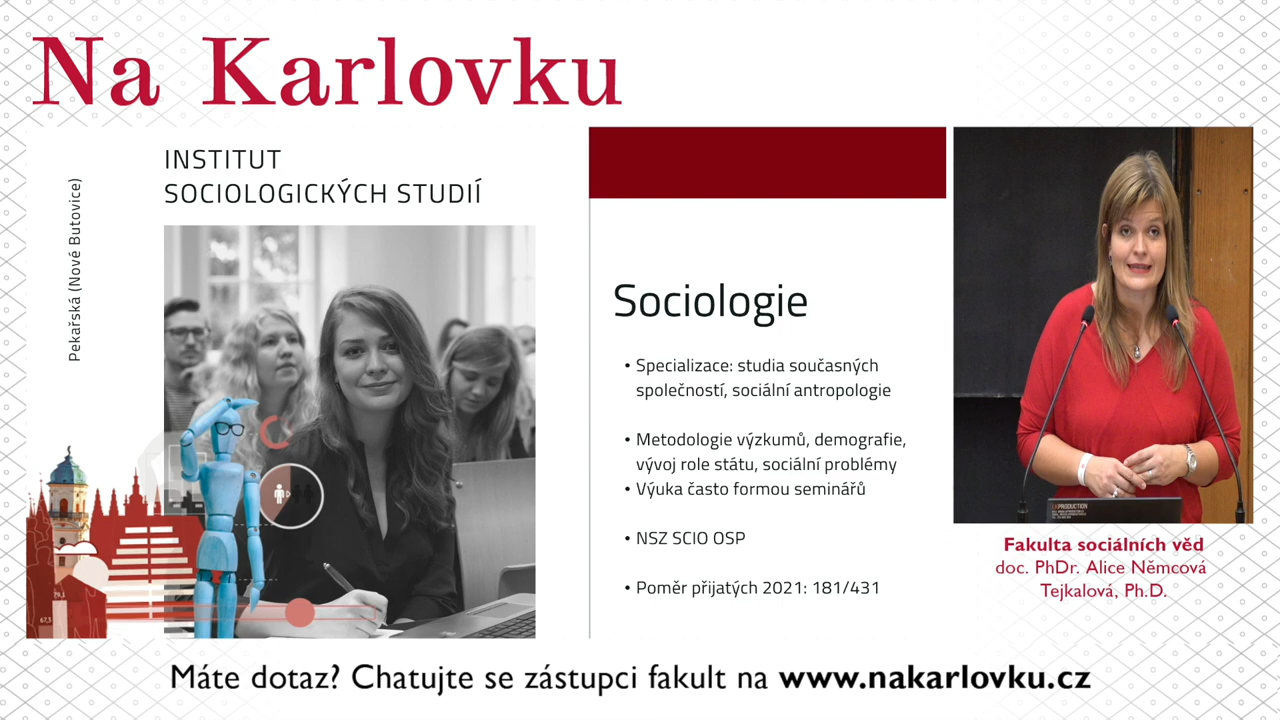 Na Karlovku
Pekařská (Nové Butovice)
INSTITUT
SOCIOLOGICKÝCH STUDIÍ
Sociologie
• Specializace: studia současných
společností, sociální antropologie
• Metodologie výzkumů, demografie,
vývoj role státu, sociální problémy
• Výuka často formou seminářů
• NSZ SCIO OSP
• Poměr přijatých 2021: 181/431
PRODUCTION
Fakulta sociálních věd
doc. PhDr. Alice Němcová
Tejkalová, Ph.D.
Máte dotaz? Chatujte se zástupci fakult na www.nakarlovku.cz